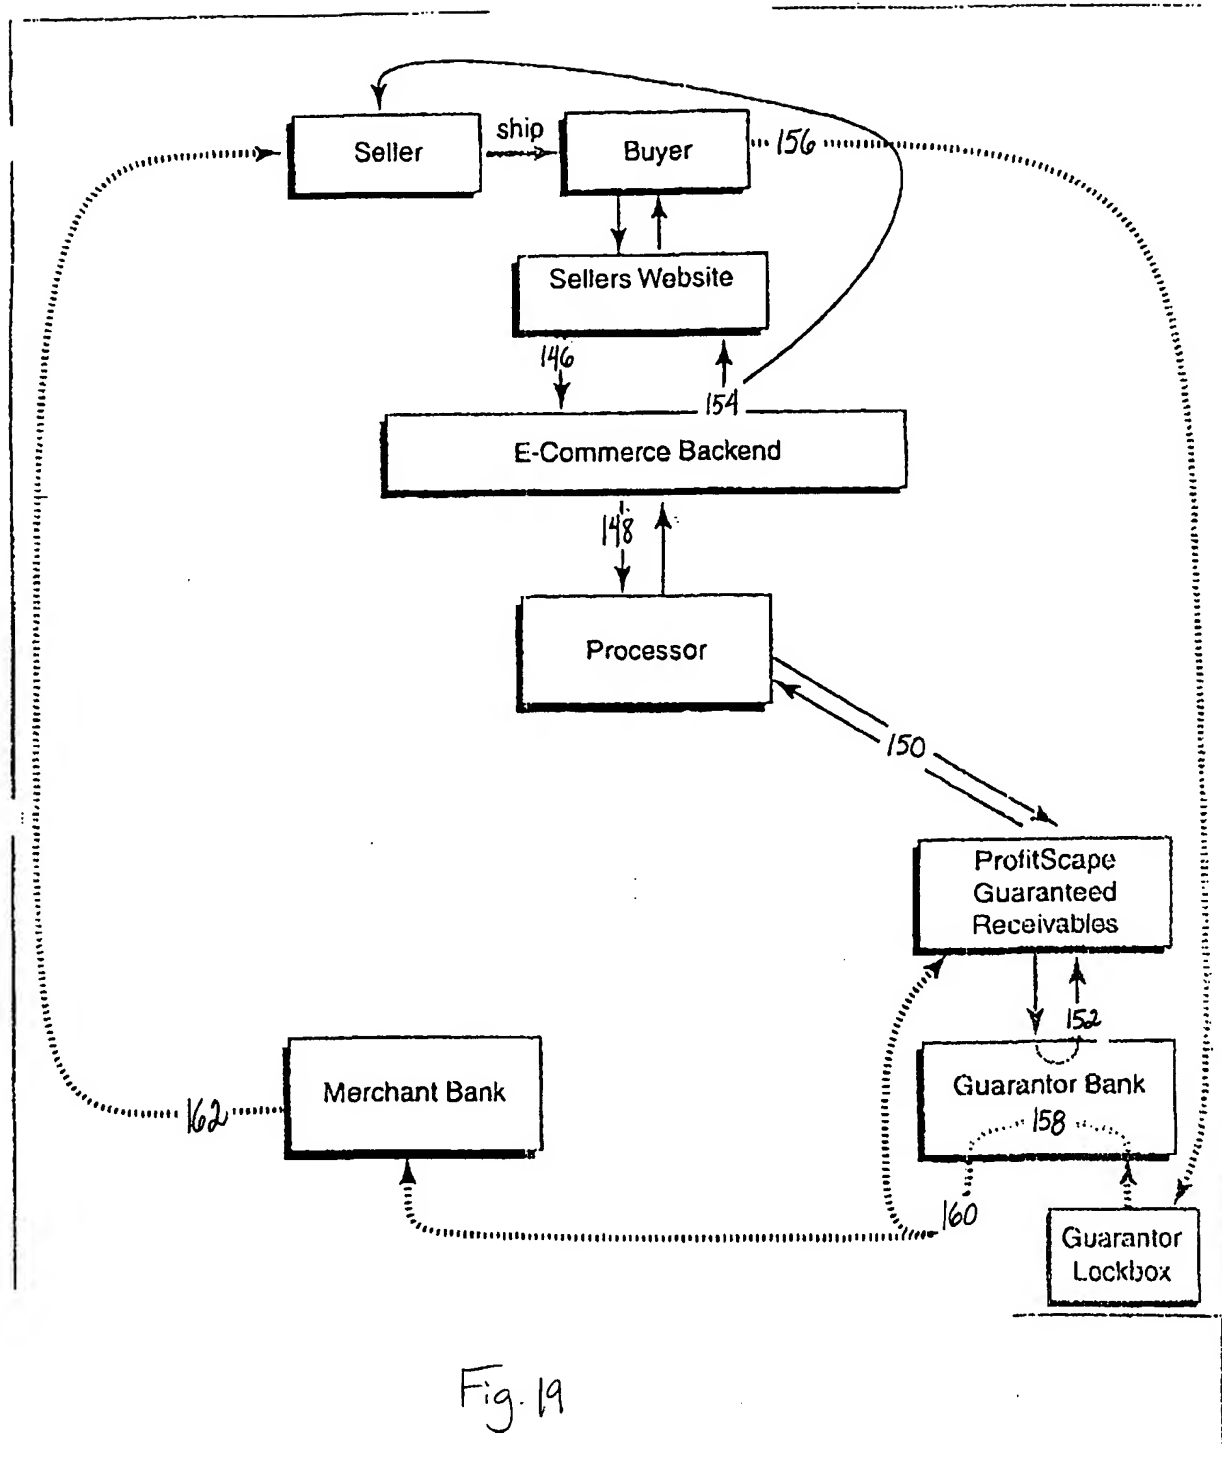 ship
Seller
Buyer
156
Sellers Website
146
154
E-Commerce Backend
148
Processor
150
ProfitScape
Guaranteed
Receivables
152
Guarantor Bank
158
Merchant Bank
162
160
Guarantor
Lockbox
Fig. 19